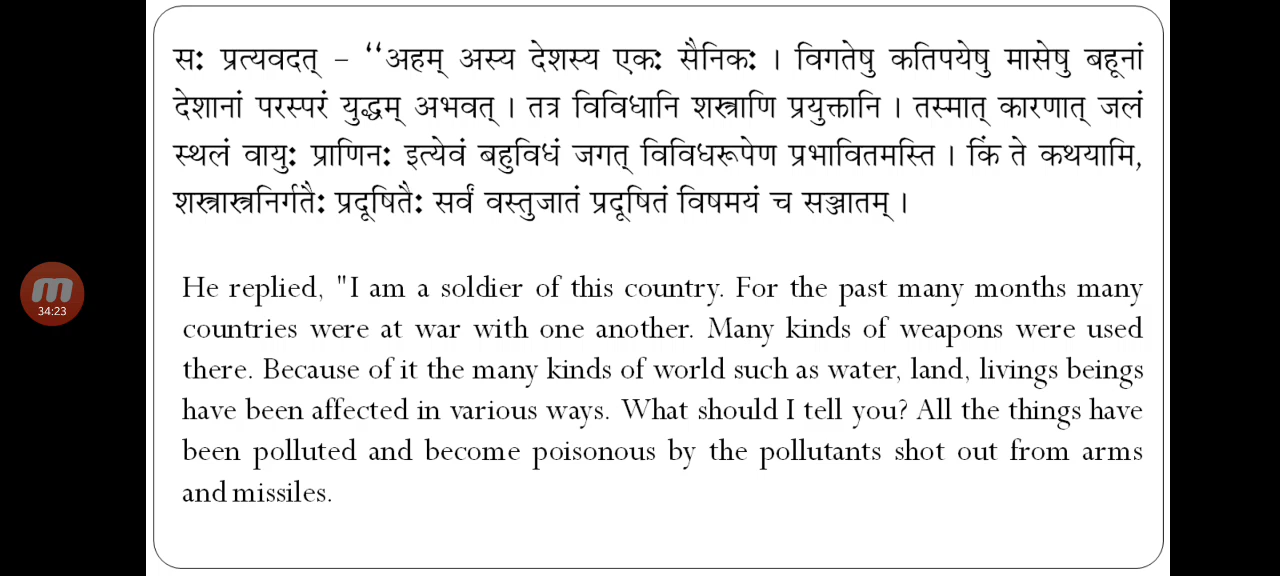 सः प्रत्यवदत् – “अहम् अस्य देशस्य एकः सैनिकः । विगतेषु कतिपयेषु मासेषु बहूनां
देशानां परस्परं युद्धम् अभवत् । तत्र विविधानि शस्त्राणि प्रयुक्तानि । तस्मात् कारणात् जलं
स्थलं वायुः प्राणिनः इत्येवं बहुविधं जगत् विविधरूपेण प्रभावितमस्ति । किं ते कथयामि,
शस्त्रास्त्रनिर्गतैः प्रदूषितैः सर्वं वस्तुजातं प्रदूषितं विषमयं च सञ्जातम् ।
He replied, "I am a soldier of this country. For the past many months many
countries were at war with one another. Many kinds of weapons were used
there. Because of it the many kinds of world such as water, land, livings beings
have been affected in various ways. What should I tell you? All the things have
been polluted and become poisonous by the pollutants shot out from arms
and missiles.
34:23